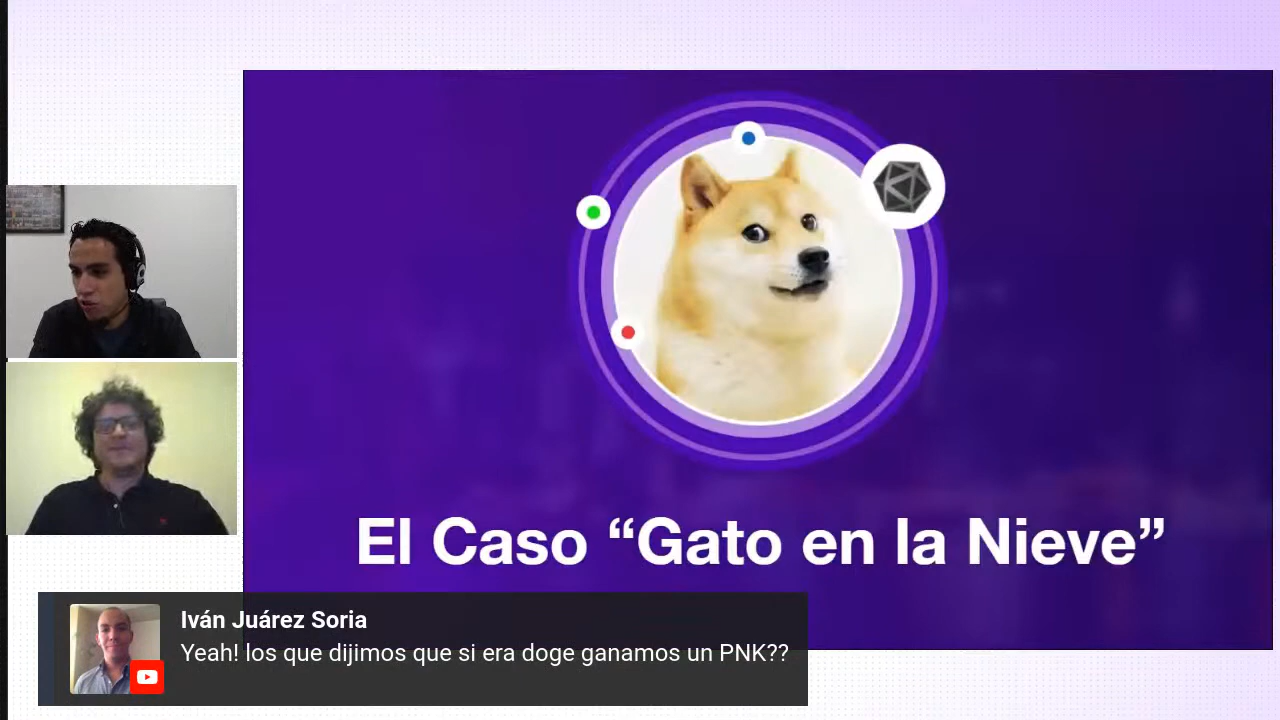 El Caso “Gato en la Nieve”
Iván Juárez Soria
Yeah! los que dijimos que si era doge ganamos un PNK??